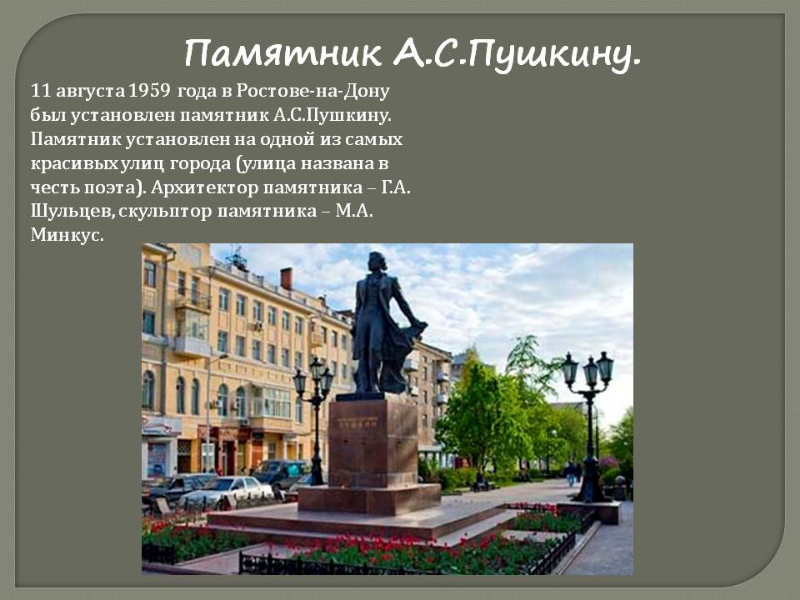 Памятник А.С.Пушкину.
11 августа 1959 года в Ростове-на-Дону
был установлен памятник А.С.Пушкину.
Памятник установлен на одной из самых
красивых улиц города (улица названа в
честь поэта). Архитектор памятника – Г.А.
Шульцев, скульптор памятника – М.А.
Минкус.
ПУШКИН